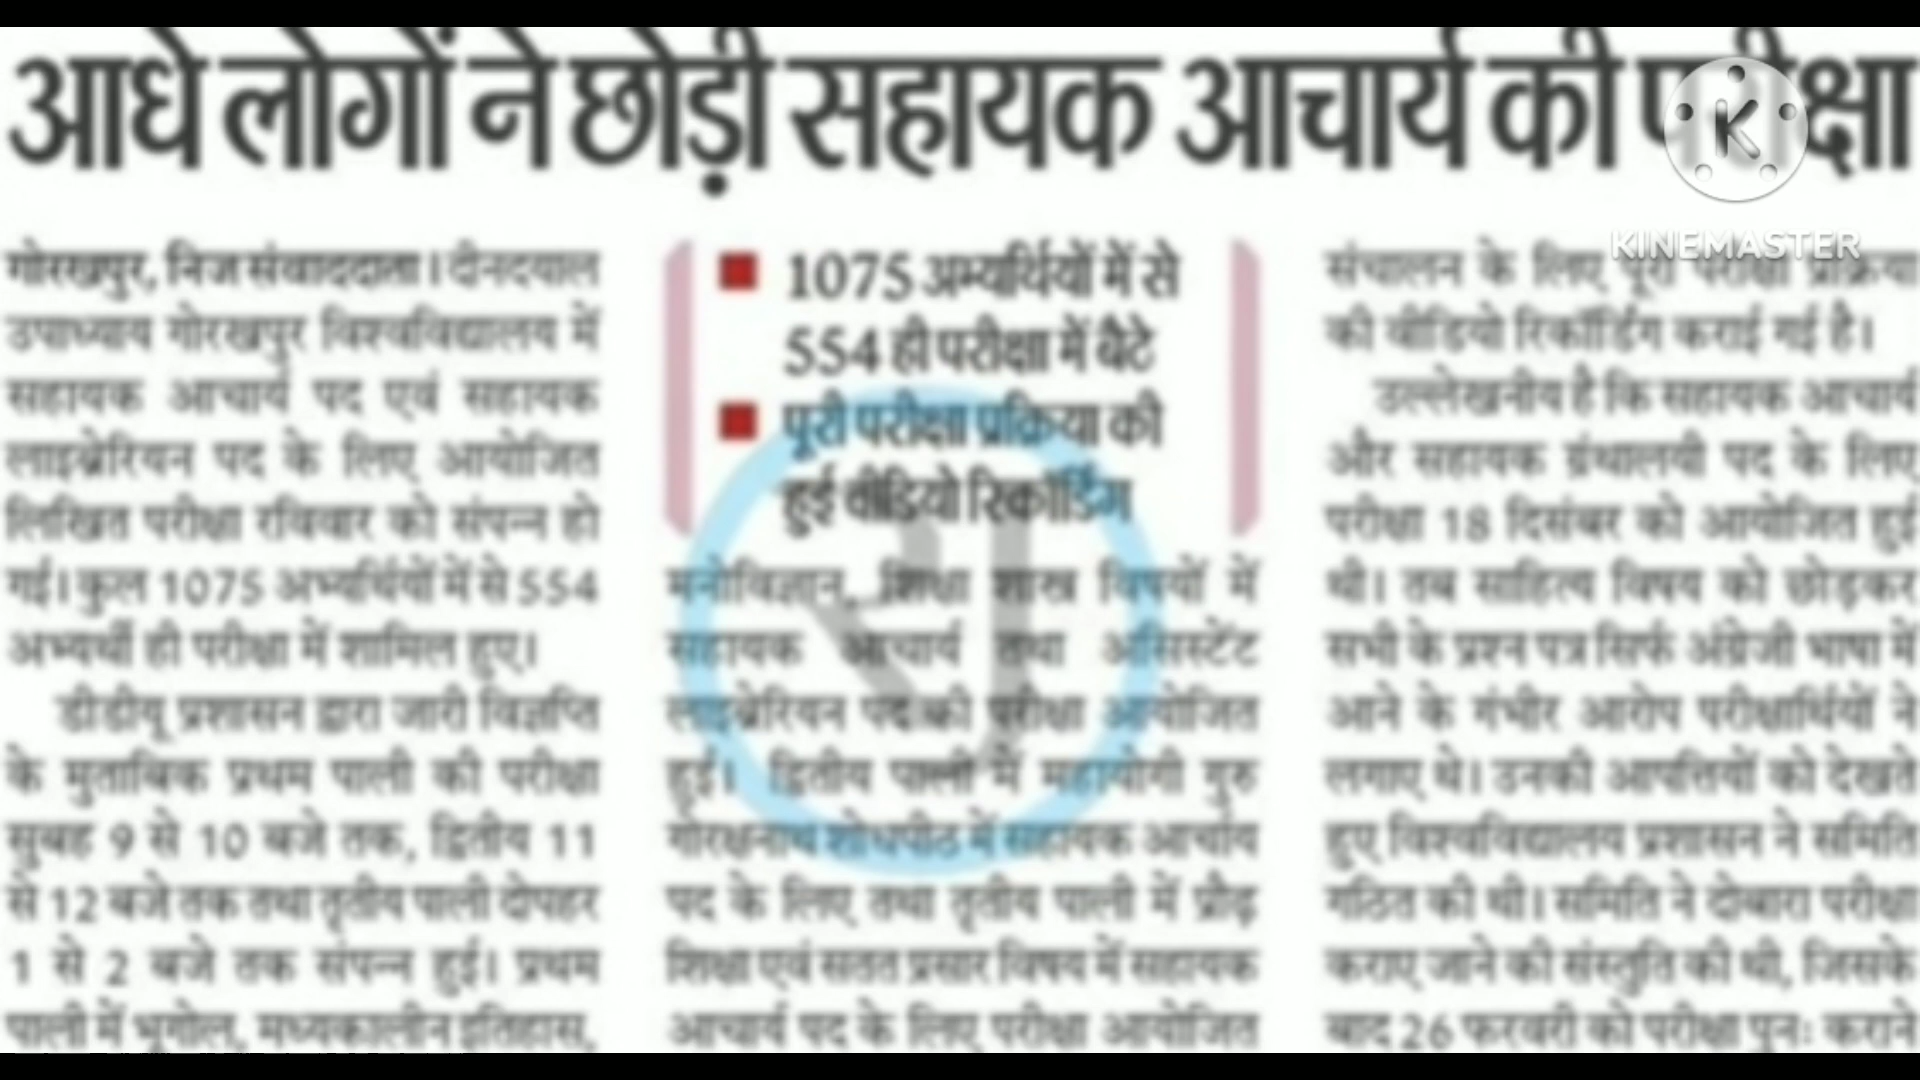 आधे लोगों ने छोड़ी सहायक आचार्य की परीक्षा
गोरखपुर, निज संवाददाता। दीनदयाल
उपाध्याय गोरखपुर विश्वविद्यालय में
सहायक आचार्य पद एवं सहायक
लाइब्रेरियन पद के लिए आयोजित
लिखित परीक्षा रविवार को संपन्न हो
गई। कुल 1075 अभ्यर्थियों में से 554
अभ्यर्थी ही परीक्षा में शामिल हुए।
डीडीयू प्रशासन द्वारा जारी विज्ञप्ति
के मुताबिक प्रथम पाली की परीक्षा
सुबह 9 से 10 बजे तक, द्वितीय 11
से 12 बजे तक तथा तृतीय पाली दोपहर
1 से 2 बजे तक संपन्न हुई। प्रथम
पाली में भूगोल, मध्यकालीन इतिहास,
1075 अभ्यर्थियों में से
554 ही परीक्षा में बैठे
पूरी परीक्षा प्रक्रिया की
हुई वीडियो रिकॉर्डिंग
मनोविज्ञान, शिक्षा शास्त्र विषयों में
सहायक आचार्य तथा असिस्टेंट
लाइब्रेरियन पद की परीक्षा आयोजित
हुई। द्वितीय पाली में महायोगी गुरु
गोरक्षनाथ शोधपीठ में सहायक आचार्य
पद के लिए तथा तृतीय पाली में प्रौढ़
शिक्षा एवं सतत प्रसार विषय में सहायक
आचार्य पद के लिए परीक्षा आयोजित
संचालन के लिए पूरी परीक्षा प्रक्रिया
की वीडियो रिकॉर्डिंग कराई गई है।
उल्लेखनीय है कि सहायक आचार्य
और सहायक ग्रंथालयी पद के लिए
परीक्षा 18 दिसंबर को आयोजित हुई
थी। तब साहित्य विषय को छोड़कर
सभी के प्रश्न पत्र सिर्फ अंग्रेजी भाषा में
आने के गंभीर आरोप परीक्षार्थियों ने
लगाए थे। उनकी आपत्तियों को देखते
हुए विश्वविद्यालय प्रशासन ने समिति
गठित की थी। समिति ने दोबारा परीक्षा
कराए जाने की संस्तुति की थी, जिसके
बाद 26 फरवरी को परीक्षा पुनः कराने
K
KINEMASTER